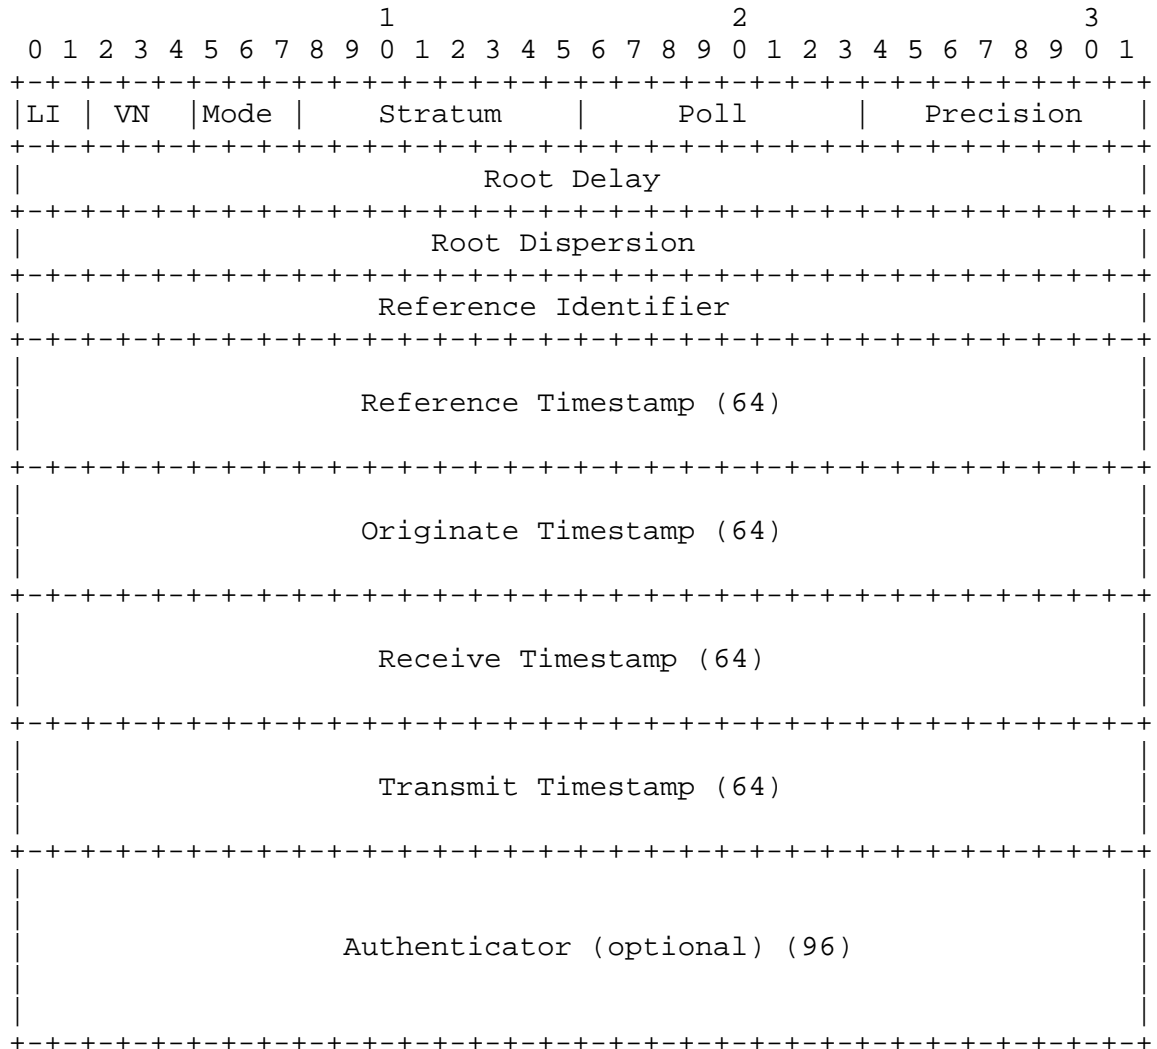 1                   2                   3
 0 1 2 3 4 5 6 7 8 9 0 1 2 3 4 5 6 7 8 9 0 1 2 3 4 5 6 7 8 9 0 1
+-+-+-+-+-+-+-+-+-+-+-+-+-+-+-+-+-+-+-+-+-+-+-+-+-+-+-+-+-+-+-+-+
|LI | VN  |Mode |    Stratum    |     Poll      |   Precision   |
+-+-+-+-+-+-+-+-+-+-+-+-+-+-+-+-+-+-+-+-+-+-+-+-+-+-+-+-+-+-+-+-+
|                          Root Delay                           |
+-+-+-+-+-+-+-+-+-+-+-+-+-+-+-+-+-+-+-+-+-+-+-+-+-+-+-+-+-+-+-+-+
|                       Root Dispersion                         |
+-+-+-+-+-+-+-+-+-+-+-+-+-+-+-+-+-+-+-+-+-+-+-+-+-+-+-+-+-+-+-+-+
|                    Reference Identifier                       |
+-+-+-+-+-+-+-+-+-+-+-+-+-+-+-+-+-+-+-+-+-+-+-+-+-+-+-+-+-+-+-+-+
|                                                               |
|                   Reference Timestamp (64)                    |
|                                                               |
+-+-+-+-+-+-+-+-+-+-+-+-+-+-+-+-+-+-+-+-+-+-+-+-+-+-+-+-+-+-+-+-+
|                                                               |
|                   Originate Timestamp (64)                    |
|                                                               |
+-+-+-+-+-+-+-+-+-+-+-+-+-+-+-+-+-+-+-+-+-+-+-+-+-+-+-+-+-+-+-+-+
|                                                               |
|                    Receive Timestamp (64)                     |
|                                                               |
+-+-+-+-+-+-+-+-+-+-+-+-+-+-+-+-+-+-+-+-+-+-+-+-+-+-+-+-+-+-+-+-+
|                                                               |
|                    Transmit Timestamp (64)                    |
|                                                               |
+-+-+-+-+-+-+-+-+-+-+-+-+-+-+-+-+-+-+-+-+-+-+-+-+-+-+-+-+-+-+-+-+
|                                                               |
|                                                               |
|                  Authenticator (optional) (96)                |
|                                                               |
|                                                               |
+-+-+-+-+-+-+-+-+-+-+-+-+-+-+-+-+-+-+-+-+-+-+-+-+-+-+-+-+-+-+-+-+